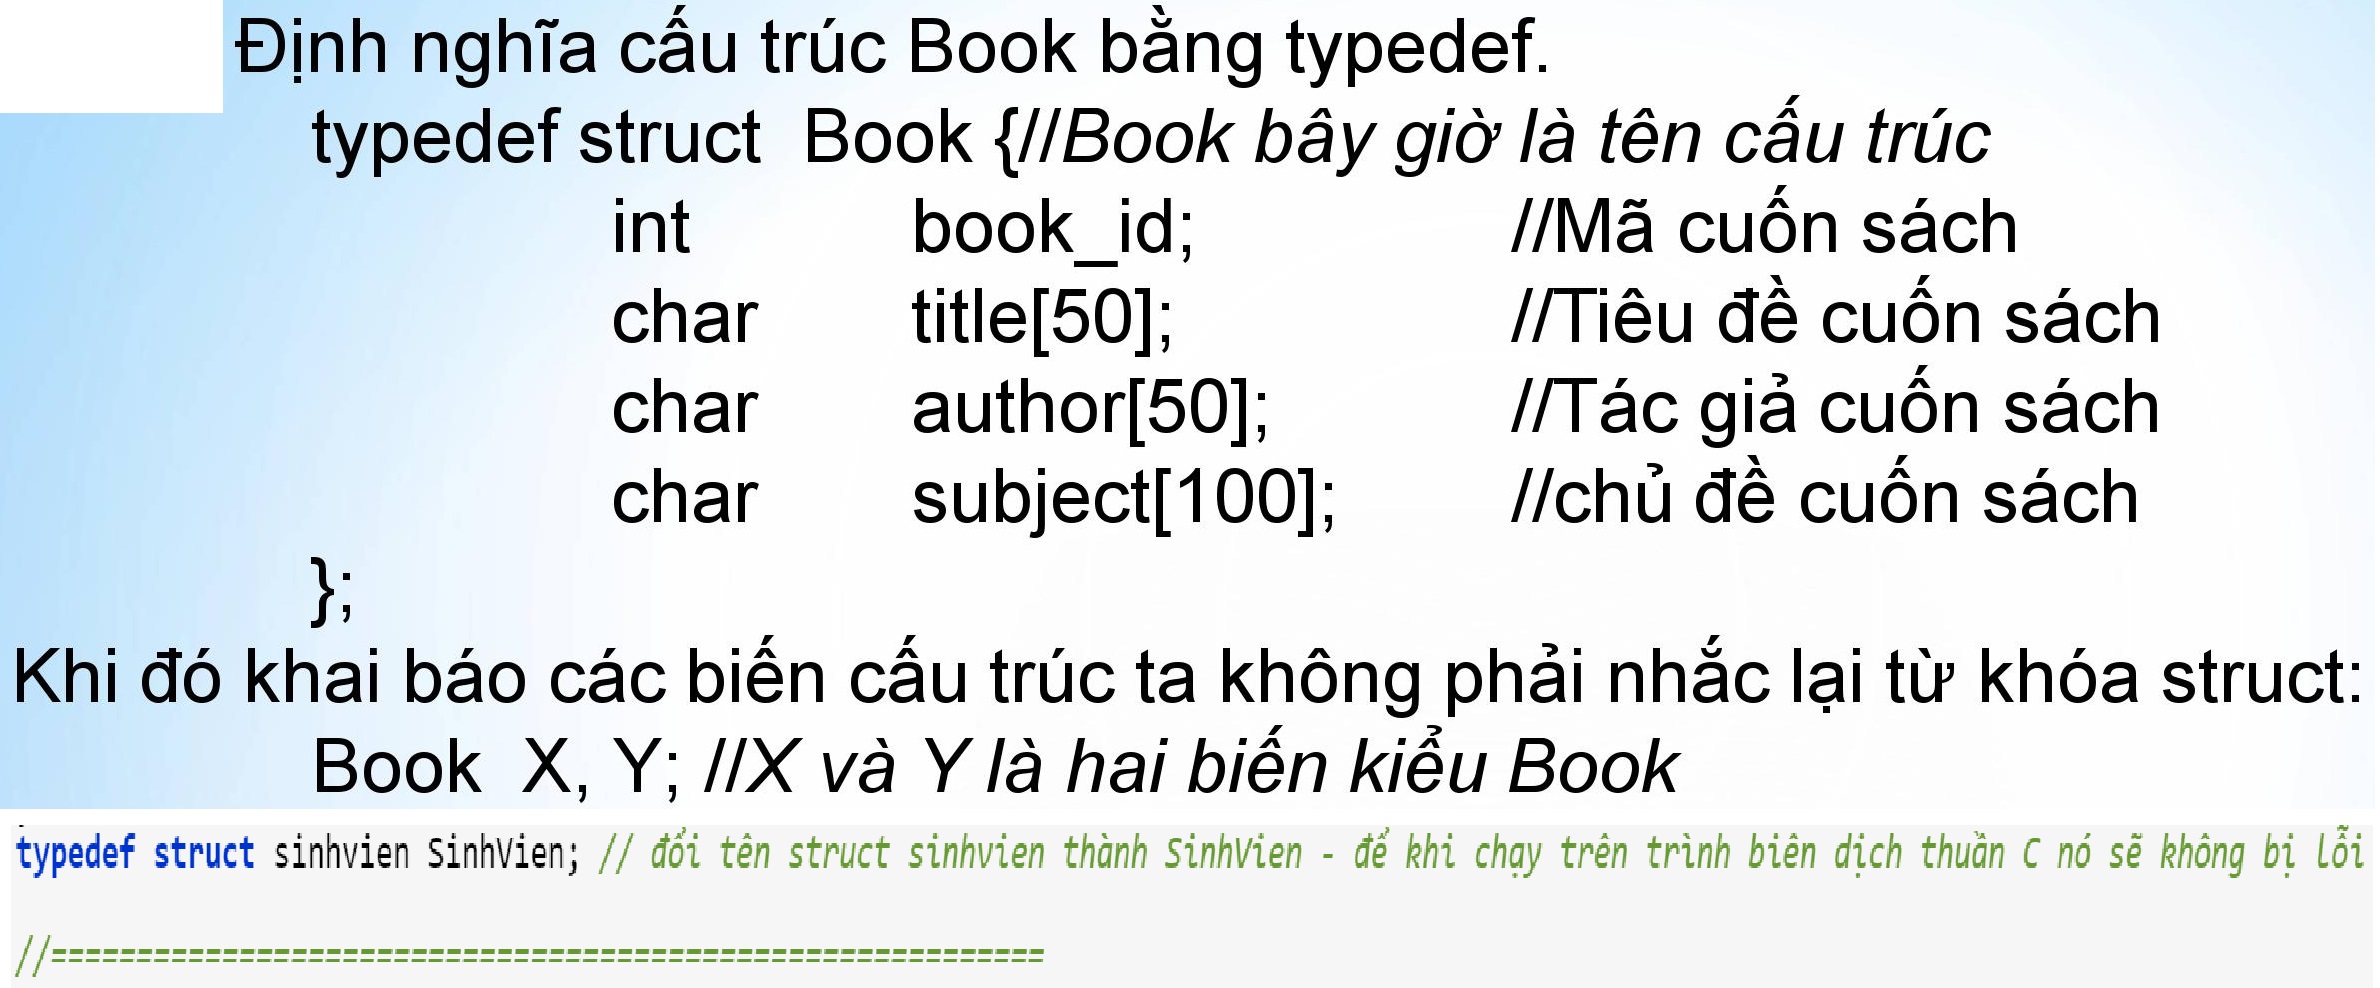 Định nghĩa cấu trúc Book bằng typedef.
typedef struct Book {//Book bây giờ là tên cấu trúc
int book_id; //Mã cuốn sách
char title[50]; //Tiêu đề cuốn sách
char author[50]; //Tác giả cuốn sách
char subject[100]; //chủ đề cuốn sách
};
Khi đó khai báo các biến cấu trúc ta không phải nhắc lại từ khóa struct:
Book X, Y; //X và Y là hai biến kiểu Book
typedef struct sinhvien SinhVien; // đổi tên struct sinhvien thành SinhVien - để khi chạy trên trình biên dịch thuần C nó sẽ không bị lỗi
//==========================================================